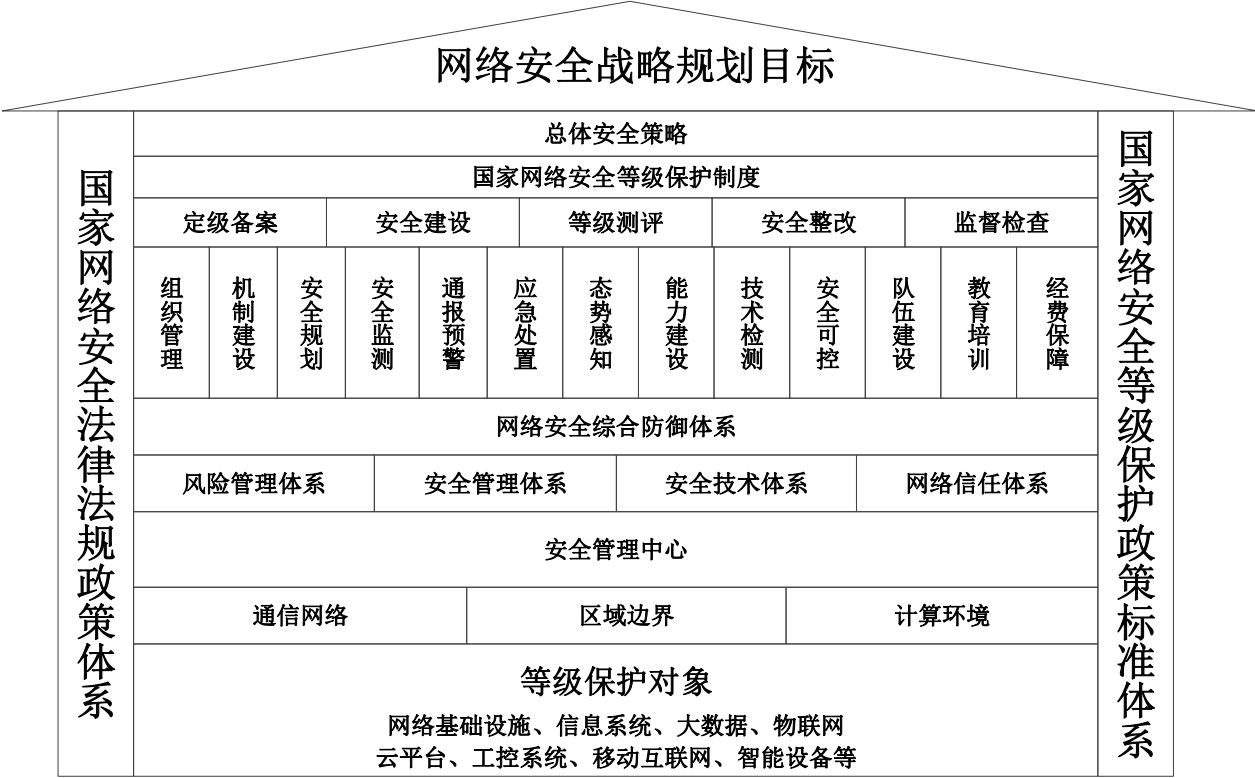 网络安全战略规划目标
国家网络安全法律法规政策体系
总体安全策略
国家网络安全等级保护制度
定级备案
安全建设
等级测评
安全整改
监督检查
组织管理
机制建设
安全规划
安全监测
通报预警
应急处置
态势感知
能力建设
技术检测
安全可控
队伍建设
教育培训
经费保障
网络安全综合防御体系
风险管理体系
安全管理体系
安全技术体系
网络信任体系
安全管理中心
通信网络
区域边界
计算环境
等级保护对象
网络基础设施、信息系统、大数据、物联网
云平台、工控系统、移动互联网、智能设备等
国家网络安全等级保护政策标准体系